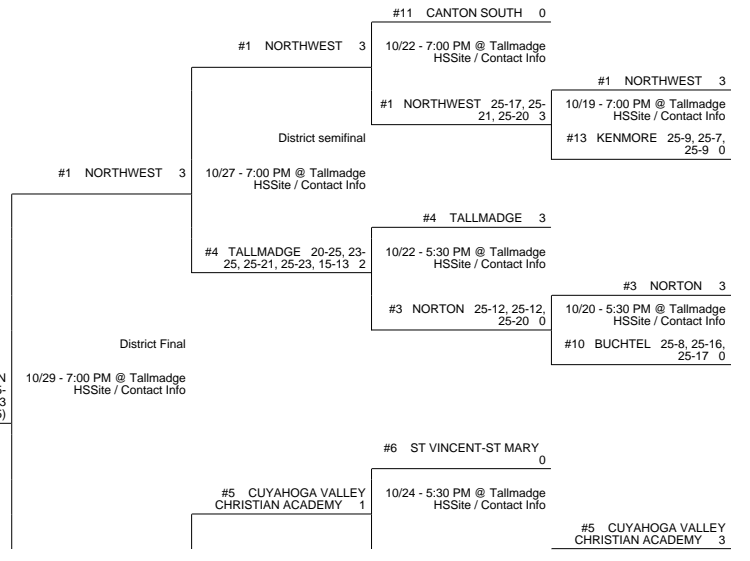 #11 CANTON SOUTH 0
#1 NORTHWEST 3
10/22 - 7:00 PM @ Tallmadge
HSSite / Contact Info
#1 NORTHWEST 3
#1 NORTHWEST 25-17, 25-
21, 25-20 3
10/19 - 7:00 PM @ Tallmadge
HSSite / Contact Info
District semifinal
#13 KENMORE 25-9, 25-7,
25-9 0
#1 NORTHWEST 3
10/27 - 7:00 PM @ Tallmadge
HSSite / Contact Info
#4 TALLMADGE 3
#4 TALLMADGE 20-25, 23-
25, 25-21, 25-23, 15-13 2
10/22 - 5:30 PM @ Tallmadge
HSSite / Contact Info
#3 NORTON 3
#3 NORTON 25-12, 25-12,
25-20 0
10/20 - 5:30 PM @ Tallmadge
HSSite / Contact Info
District Final
#10 BUCHTEL 25-8, 25-16,
25-17 0
N
10/29 - 7:00 PM @ Tallmadge
HSSite / Contact Info
3
#6 ST VINCENT-ST MARY
0
#5 CUYAHOGA VALLEY
CHRISTIAN ACADEMY 1
10/24 - 5:30 PM @ Tallmadge
HSSite / Contact Info
#5 CUYAHOGA VALLEY
CHRISTIAN ACADEMY 3